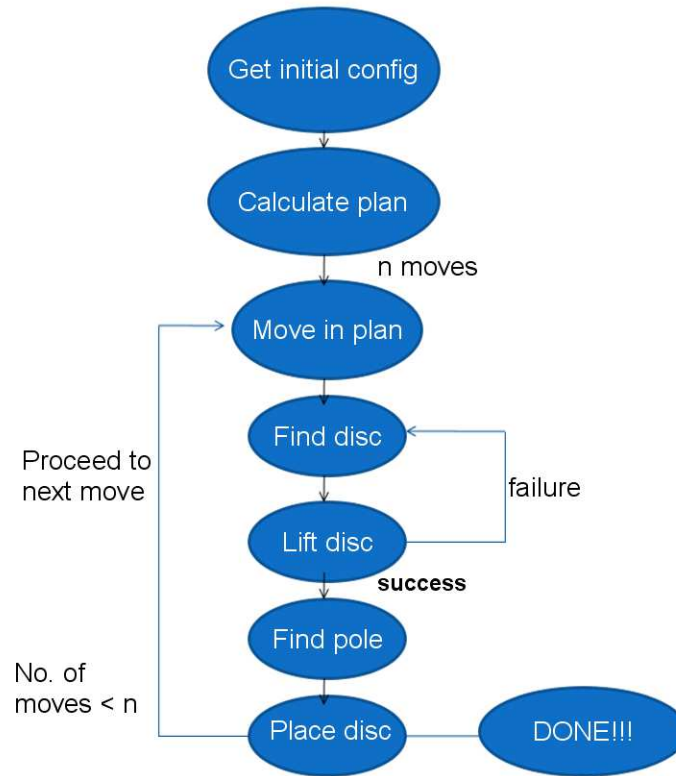 Get initial config
Calculate plan
n moves
Move in plan
Find disc
Proceed to
next move
failure
Lift disc
success
Find pole
No. of
moves < n
Place disc
DONE!!!